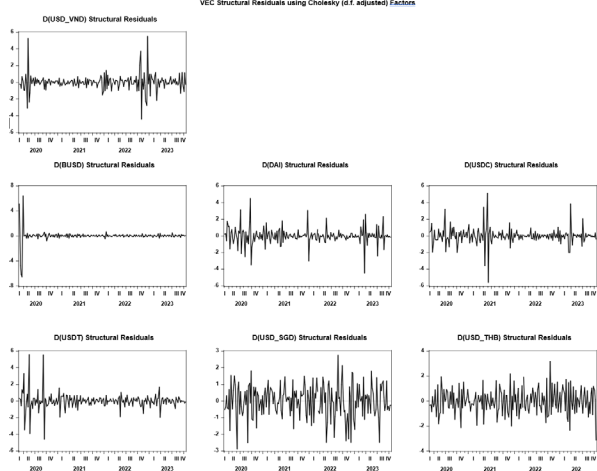 VEC Structural Residuals using Cholesky (d.f. adjusted) Factors
D(USD_VND) Structural Residuals
6
4
2
0
-2
-4
-6
I II III IV I II III IV I II III IV I II III IV
2020 2021 2022 2023
D(BUSD) Structural Residuals D(DAI) Structural Residuals D(USDC) Structural Residuals
8 6 6
4 4 4
2 2
0 0 0
-2 -2
-4 -4 -4
-8 -6 -6
I II III IV I II III IV I II III IV I II III IV I II III IV I II III IV I II III IV I II III IV I II III IV I II III IV I II III IV I II III IV
2020 2021 2022 2023 2020 2021 2022 2023 2020 2021 2022 2023
D(USDT) Structural Residuals D(USD_SGD) Structural Residuals D(USD_THB) Structural Residuals
6 3 4
4 2
2 1 2
0 0 0
-2 -1
-4 -2 -2
-6 -3 -4
I II III IV I II III IV I II III IV I II III IV I II III IV I II III IV I II III IV I II III IV I II III IV I II III IV I II III IV I II III IV
2020 2021 2022 2023 2020 2021 2022 2023 2020 2021 2022 202